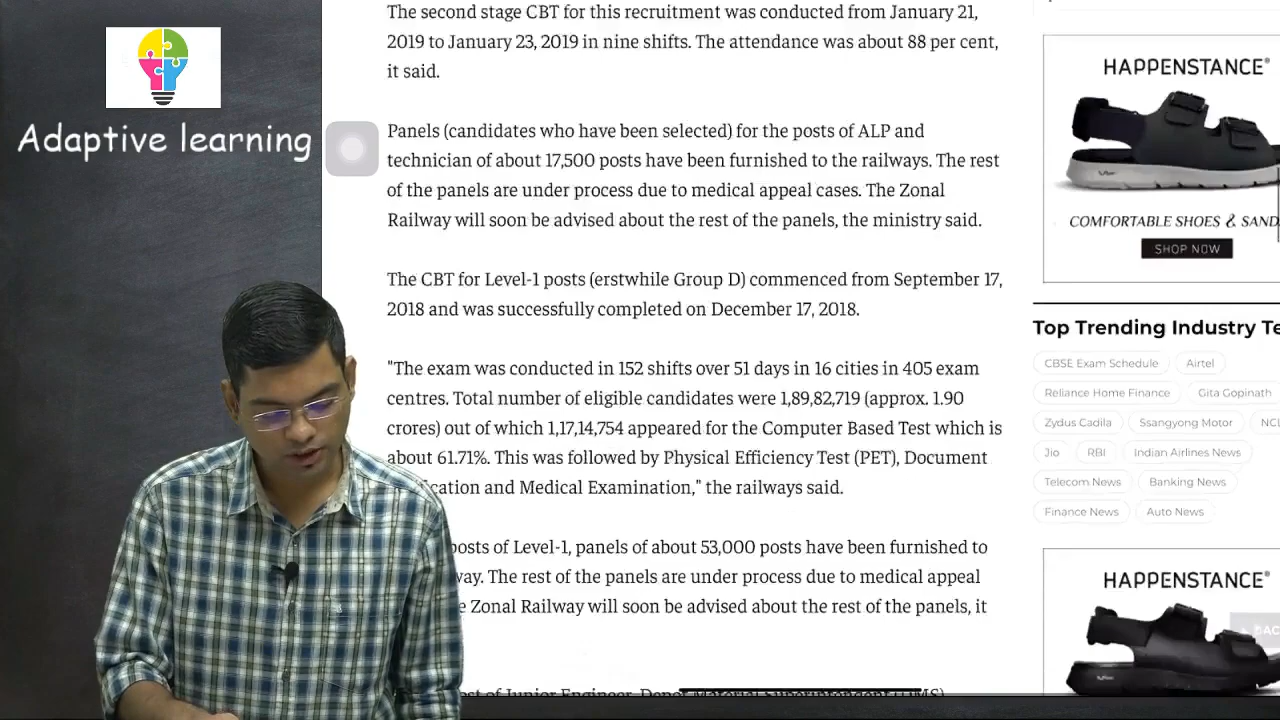 The second stage CBT for this recruitment was conducted from January 21,
2019 to January 23, 2019 in nine shifts. The attendance was about 88 per cent,
it said.
Adaptive learning
Panels (candidates who have been selected) for the posts of ALP and
technician of about 17,500 posts have been furnished to the railways. The rest
of the panels are under process due to medical appeal cases. The Zonal
Railway will soon be advised about the rest of the panels, the ministry said.
The CBT for Level-1 posts (erstwhile Group D) commenced from September 17,
2018 and was successfully completed on December 17, 2018.
"The exam was conducted in 152 shifts over 51 days in 16 cities in 405 exam
centres. Total number of eligible candidates were 1,89,82,719 (approx. 1.90
crores) out of which 1,17,14,754 appeared for the Computer Based Test which is
about 61.71%. This was followed by Physical Efficiency Test (PET), Document
and Medical Examination," the railways said.
posts of Level-1, panels of about 53,000 posts have been furnished to
The rest of the panels are under process due to medical appeal
Zonal Railway will soon be advised about the rest of the panels, it
of Junior Engineer, Depot Material Superintendent
HAPPENSTANCE®
COMFORTABLE SHOES &
SHOP NOW
Top Trending Industry
CBSE Exam Schedule
Airtel
Reliance Home Finance
Gita Gopinath
Zydus Cadila
Ssangyong Motor
Jio
RBI
Indian Airlines News
Telecom News
Banking News
Finance News
Auto News
HAPPENSTANCE®